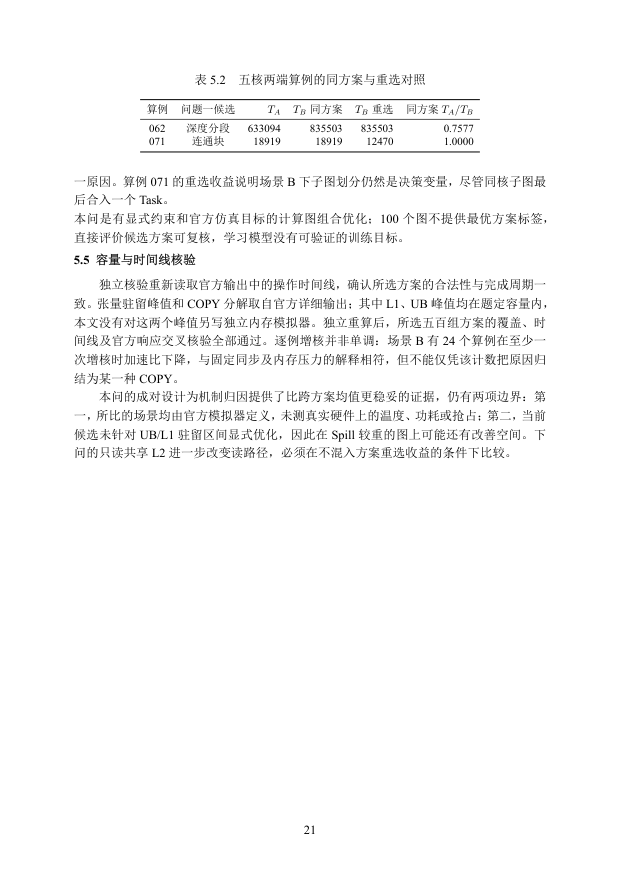 表 5.2 五核两端算例的同方案与重选对照
算例 问题一候选 T_A T_B 同方案 T_B 重选 同方案 T_A/T_B
062 深度分段 633094 835503 835503 0.7577
071 连通块 18919 18919 12470 1.0000
一原因。算例 071 的重选收益说明场景 B 下子图划分仍然是决策变量，尽管同核子图最
后合入一个 Task。
本问是有显式约束和官方仿真目标的计算图组合优化；100 个图不提供最优方案标签，
直接评价候选方案可复核，学习模型没有可验证的训练目标。
5.5 容量与时间线核验
独立核验重新读取官方输出中的操作时间线，确认所选方案的合法性与完成周期一
致。张量驻留峰值和 COPY 分解取自官方详细输出；其中 L1、UB 峰值均在题定容量内，
本文没有对这两个峰值另写独立内存模拟器。独立重算后，所选五百组方案的覆盖、时
间线及官方响应交叉核验全部通过。逐例增核并非单调：场景 B 有 24 个算例在至少一
次增核时加速比下降，与固定同步及内存压力的解释相符，但不能仅凭该计数把原因归
结为某一种 COPY。
本问的成对设计为机制归因提供了比跨方案均值更稳妥的证据，仍有两项边界：第
一，所比的场景均由官方模拟器定义，未测真实硬件上的温度、功耗或抢占；第二，当前
候选未针对 UB/L1 驻留区间显式优化，因此在 Spill 较重的图上可能还有改善空间。下
问的只读共享 L2 进一步改变读路径，必须在不混入方案重选收益的条件下比较。
21